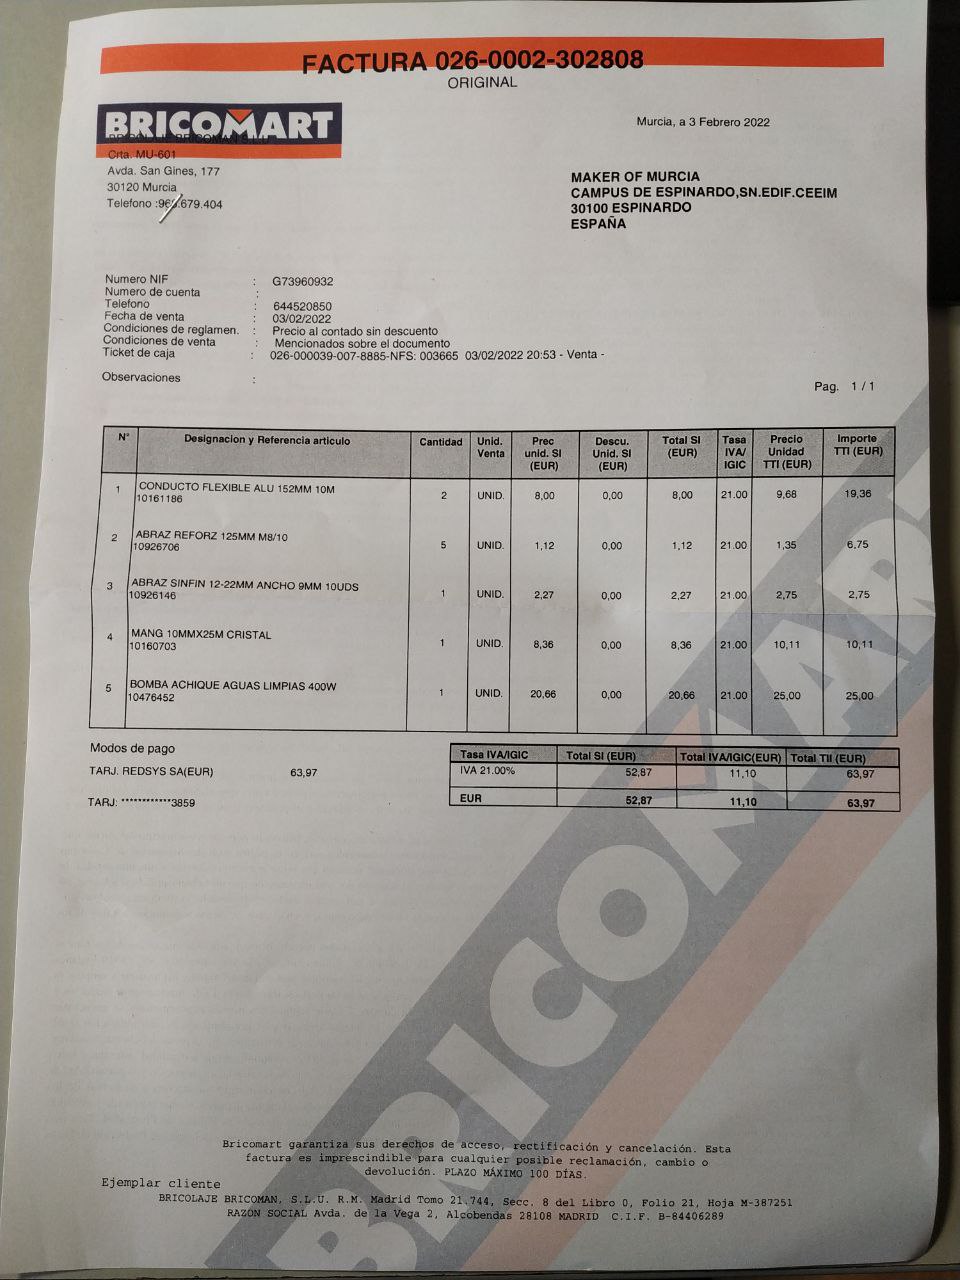 FACTURA 026-0002-302808
ORIGINAL
BRICOMART
BRICOLAJE BRICOMAN S.L.U
Crta. MU-601
Avda. San Gines, 177
30120 Murcia
Telefono :968.679.404
Murcia, a 3 Febrero 2022
MAKER OF MURCIA
CAMPUS DE ESPINARDO,SN.EDIF.CEEIM
30100 ESPINARDO
ESPAÑA
Numero NIF : G73960932
Numero de cuenta :
Telefono : 644520850
Fecha de venta : 03/02/2022
Condiciones de reglamen. : Precio al contado sin descuento
Condiciones de venta : Mencionados sobre el documento
Ticket de caja : 026-000039-007-8885-NFS: 003665 03/02/2022 20:53 - Venta -
Observaciones :
Pag. 1 / 1
N° Designacion y Referencia articulo Cantidad Unid. Venta Prec unid. SI (EUR) Descu. Unid. SI (EUR) Total SI (EUR) Tasa IVA/ IGIC Precio Unidad TTI (EUR) Importe TTI (EUR)
1 CONDUCTO FLEXIBLE ALU 152MM 10M 2 UNID. 8,00 0,00 8,00 21.00 9,68 19,36
10161186
2 ABRAZ REFORZ 125MM M8/10 5 UNID. 1,12 0,00 1,12 21.00 1,35 6,75
10926706
3 ABRAZ SINFIN 12-22MM ANCHO 9MM 10UDS 1 UNID. 2,27 0,00 2,27 21.00 2,75 2,75
10926146
4 MANG 10MMX25M CRISTAL 1 UNID. 8,36 0,00 8,36 21.00 10,11 10,11
10160703
5 BOMBA ACHIQUE AGUAS LIMPIAS 400W 1 UNID. 20,66 0,00 20,66 21.00 25,00 25,00
10476452
Modos de pago
TARJ. REDSYS SA(EUR) 63,97
TARJ: ************3859
Tasa IVA/IGIC Total SI (EUR) Total IVA/IGIC(EUR) Total TII (EUR)
IVA 21.00% 52,87 11,10 63,97
EUR 52,87 11,10 63,97
BRICOMART
Bricomart garantiza sus derechos de acceso, rectificación y cancelación. Esta
factura es imprescindible para cualquier posible reclamación, cambio o
devolución. PLAZO MÁXIMO 100 DÍAS.
Ejemplar cliente
BRICOLAJE BRICOMAN, S.L.U. R.M. Madrid Tomo 21.744, Secc. 8 del Libro 0, Folio 21, Hoja M-387251
RAZÓN SOCIAL Avda. de la Vega 2, Alcobendas 28108 MADRID C.I.F. B-84406289